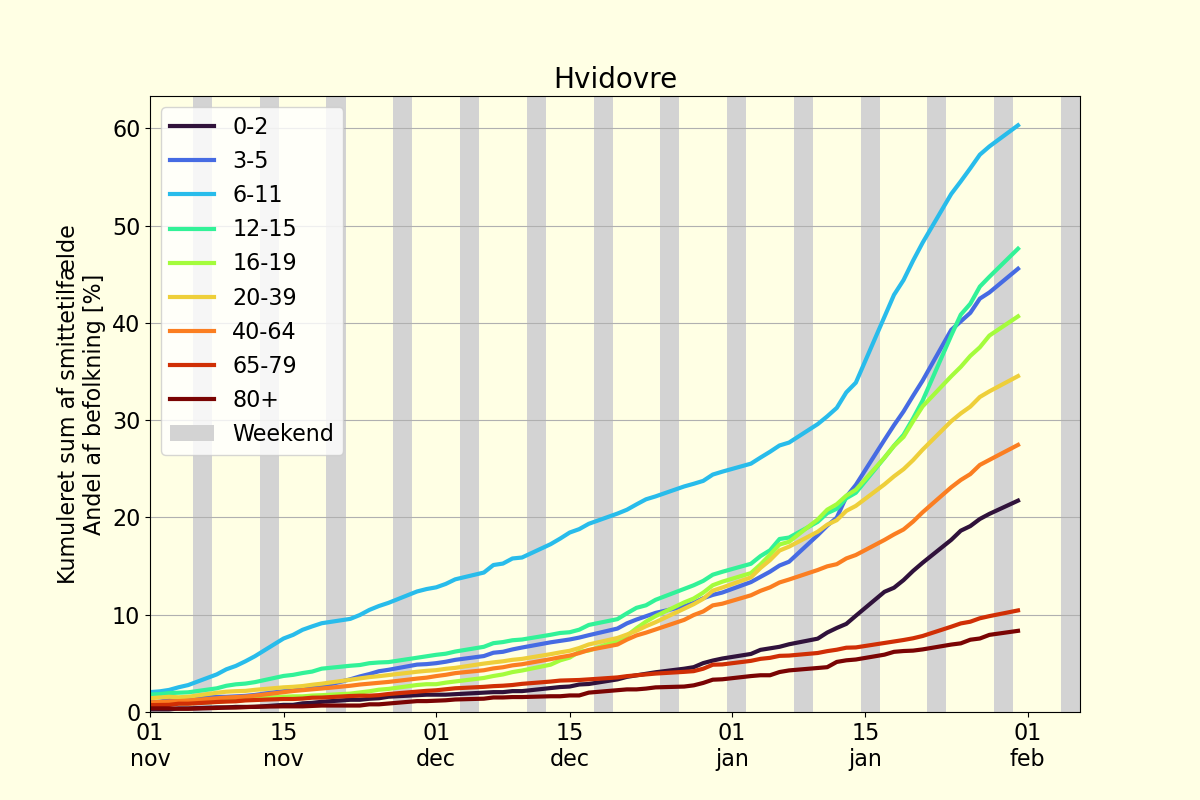 Hvidovre
Kumuleret sum af smittetilfælde
Andel af befolkning [%]
60
50
40
30
20
10
0
0-2
3-5
6-11
12-15
16-19
20-39
40-64
65-79
80+
Weekend
01 15 01 15 01 15 01
nov nov dec dec jan jan feb